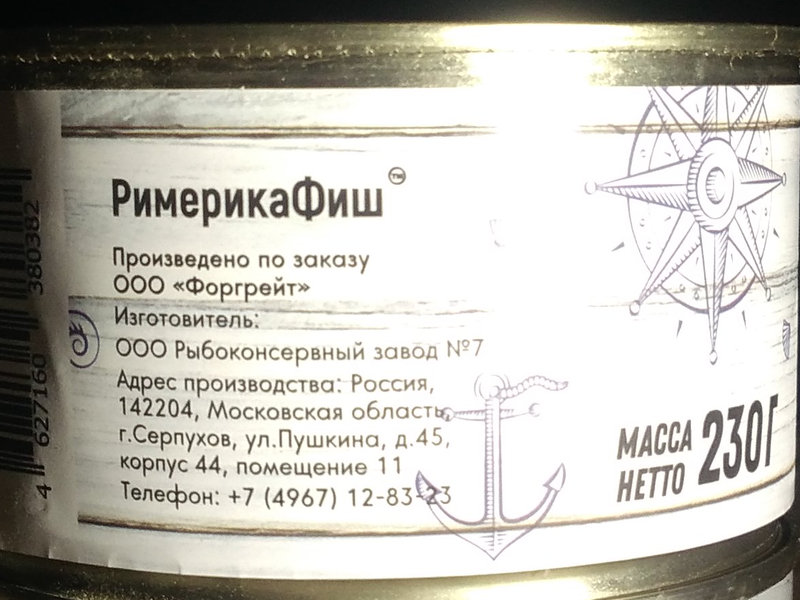 РимерикаФиш™
Произведено по заказу
ООО «Форгрейт»
Изготовитель:
ООО Рыбоконсервный завод №7
Адрес производства: Россия,
142204, Московская область,
г.Серпухов, ул.Пушкина, д.45,
корпус 44, помещение 11
Телефон: +7 (4967) 12-83-23
МАССА
НЕТТО 230Г
4 627160 380382